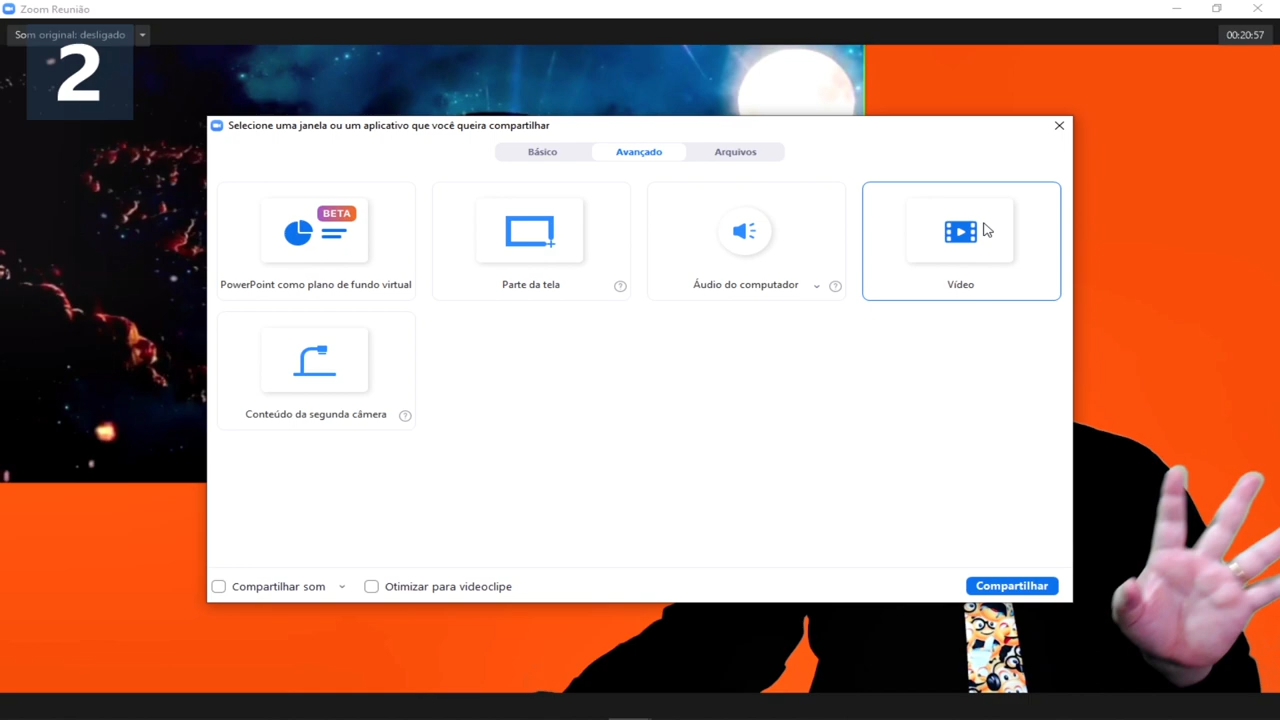 Zoom Reunião
Som original: desligado
00:20:57
2
Selecione uma janela ou um aplicativo que você queira compartilhar
Básico
Avançado
Arquivos
BETA
PowerPoint como plano de fundo virtual
Parte da tela
?
Áudio do computador
?
Vídeo
Conteúdo da segunda câmera
?
Compartilhar som
Otimizar para videoclipe
Compartilhar